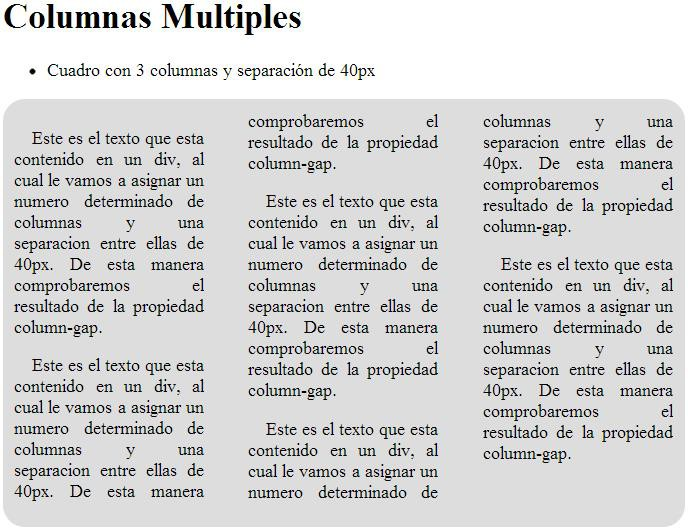 Columnas Multiples
Cuadro con 3 columnas y separación de 40px
Este es el texto que esta
contenido en un div, al
cual le vamos a asignar un
numero determinado de
columnas y una
separacion entre ellas de
40px. De esta manera
comprobaremos el
resultado de la propiedad
column-gap.
Este es el texto que esta
contenido en un div, al
cual le vamos a asignar un
numero determinado de
columnas y una
separacion entre ellas de
40px. De esta manera
comprobaremos el
resultado de la propiedad
column-gap.
Este es el texto que esta
contenido en un div, al
cual le vamos a asignar un
numero determinado de
columnas y una
separacion entre ellas de
40px. De esta manera
comprobaremos el
resultado de la propiedad
column-gap.
Este es el texto que esta
contenido en un div, al
cual le vamos a asignar un
numero determinado de
columnas y una
separacion entre ellas de
40px. De esta manera
comprobaremos el
resultado de la propiedad
column-gap.
Este es el texto que esta
contenido en un div, al
cual le vamos a asignar un
numero determinado de
columnas y una
separacion entre ellas de
40px. De esta manera
comprobaremos el
resultado de la propiedad
column-gap.